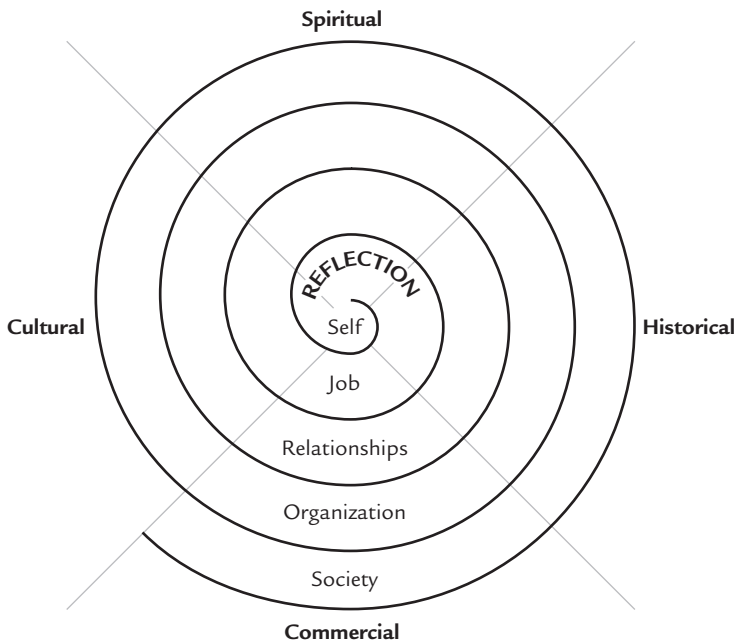 Spiritual
REFLECTION
Cultural
Self
Historical
Job
Relationships
Organization
Society
Commercial